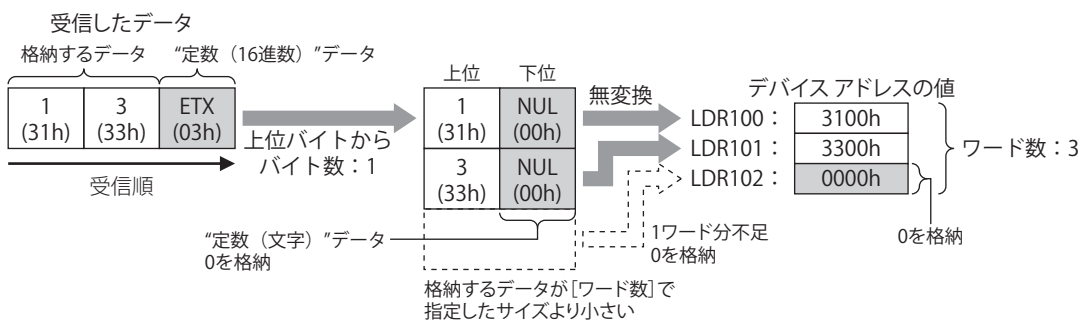 受信したデータ
格納するデータ “定数（16進数）”データ
1 3 ETX
(31h) (33h) (03h)
受信順
上位バイトから
バイト数：1
上位 下位
1 NUL
(31h) (00h)
3 NUL
(33h) (00h)
“定数（文字）”データ
0を格納
格納するデータが[ワード数]で
指定したサイズより小さい
無変換
1ワード分不足
0を格納
デバイス アドレスの値
LDR100： 3100h
LDR101： 3300h
LDR102： 0000h
ワード数：3
0を格納